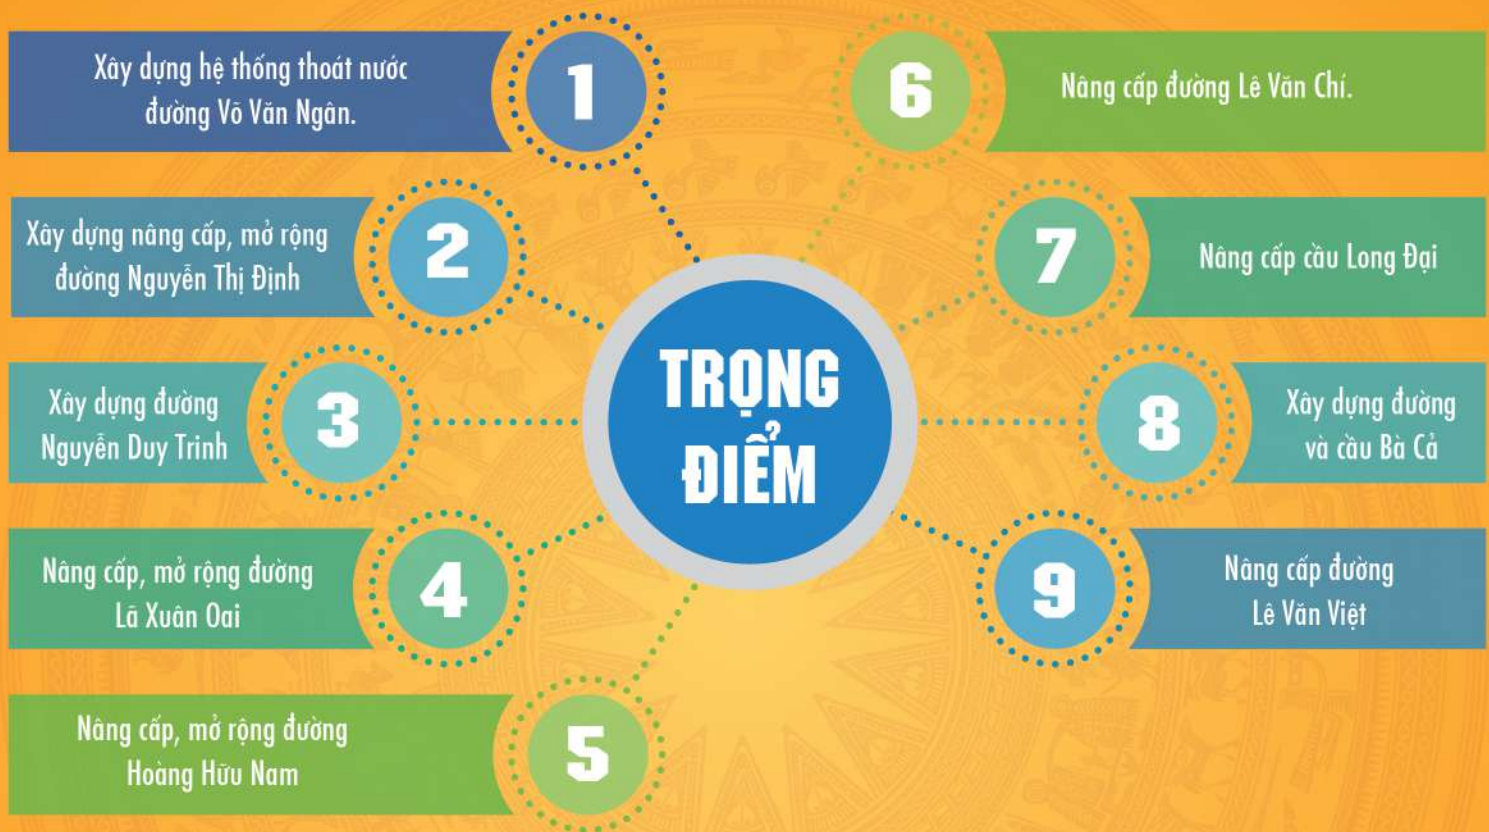 1
Xây dựng hệ thống thoát nước
đường Võ Văn Ngân.
2
Xây dựng nâng cấp, mở rộng
đường Nguyễn Thị Định
3
Xây dựng đường
Nguyễn Duy Trinh
4
Nâng cấp, mở rộng đường
Lã Xuân Oai
5
Nâng cấp, mở rộng đường
Hoàng Hữu Nam
TRỌNG
ĐIỂM
6
Nâng cấp đường Lê Văn Chí.
7
Nâng cấp cầu Long Đại
8
Xây dựng đường
và cầu Bà Cả
9
Nâng cấp đường
Lê Văn Việt